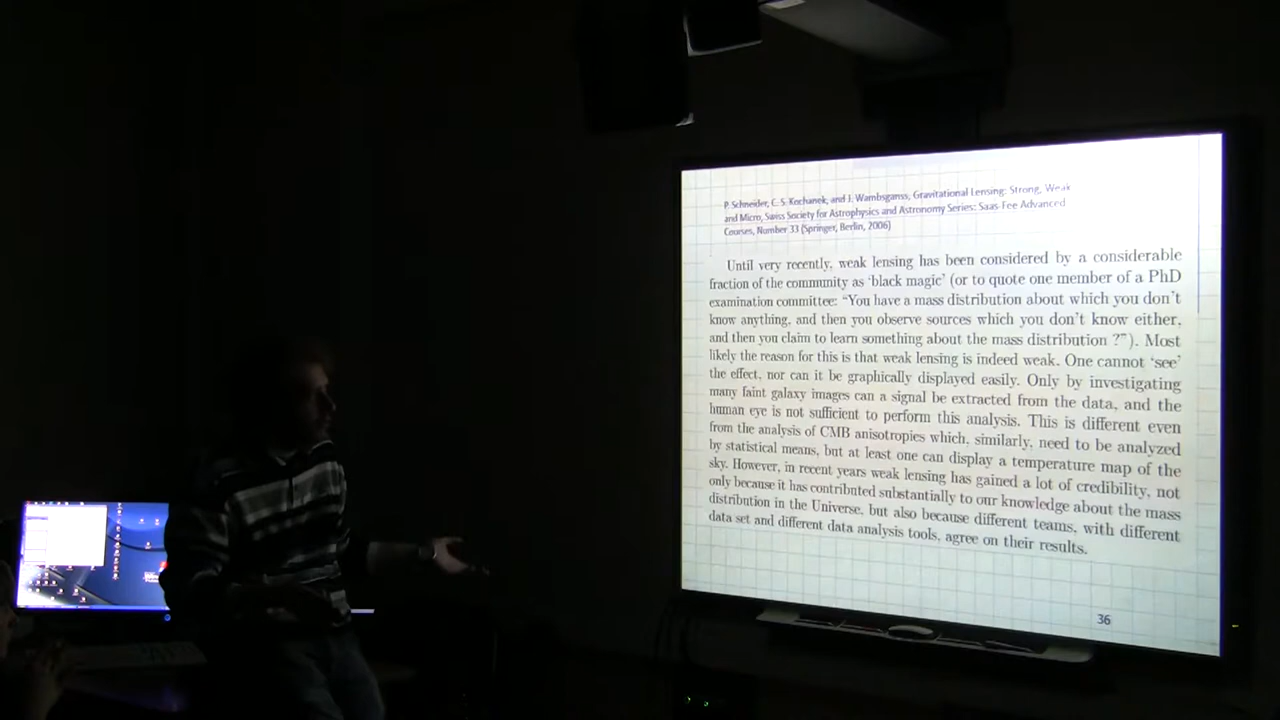 P. Schneider, C. S. Kochanek, and J. Wambsganss, Gravitational Lensing: Strong, Weak
and Micro, Swiss Society for Astrophysics and Astronomy Series: Saas-Fee Advanced
Courses, Number 33 (Springer, Berlin, 2006)
Until very recently, weak lensing has been considered by a considerable
fraction of the community as ‘black magic’ (or to quote one member of a PhD
examination committee: “You have a mass distribution about which you don’t
know anything, and then you observe sources which you don’t know either,
and then you claim to learn something about the mass distribution ?”). Most
likely the reason for this is that weak lensing is indeed weak. One cannot ‘see’
the effect, nor can it be graphically displayed easily. Only by investigating
many faint galaxy images can a signal be extracted from the data, and the
human eye is not sufficient to perform this analysis. This is different even
from the analysis of CMB anisotropies which, similarly, need to be analyzed
by statistical means, but at least one can display a temperature map of the
sky. However, in recent years weak lensing has gained a lot of credibility, not
only because it has contributed substantially to our knowledge about the mass
distribution in the Universe, but also because different teams, with different
data set and different data analysis tools, agree on their results.
36